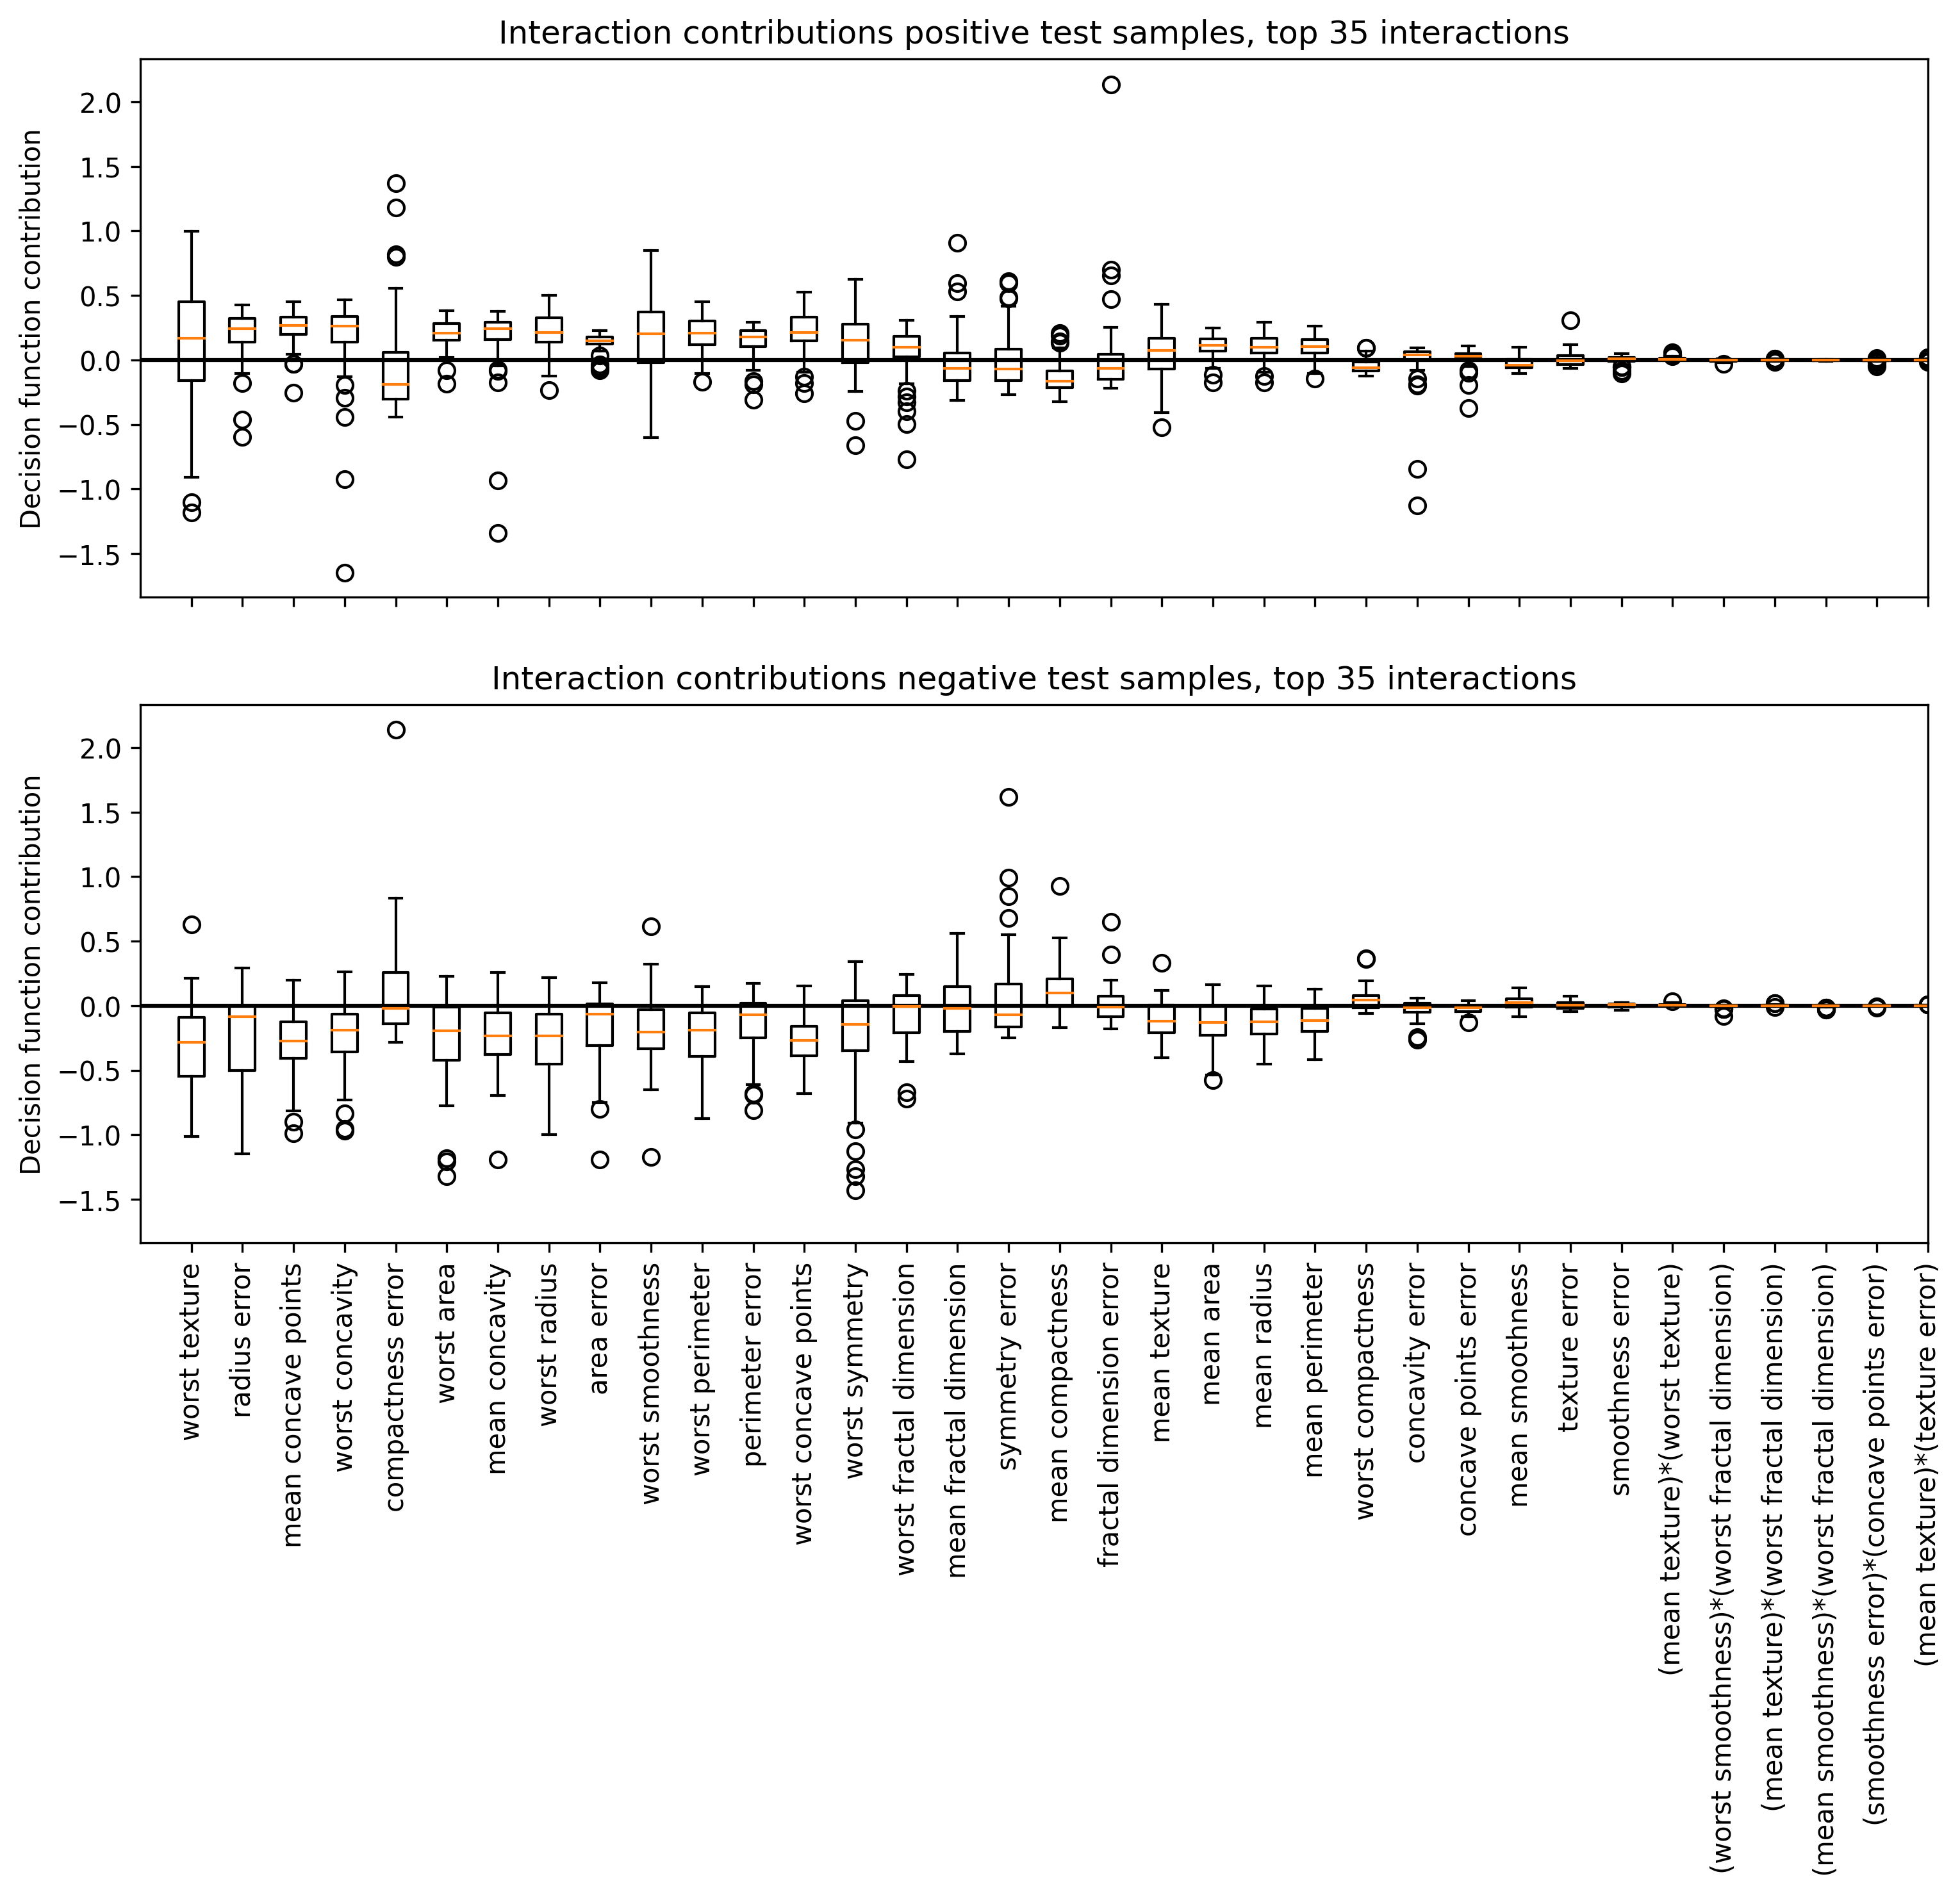 Interaction contributions positive test samples, top 35 interactions
Decision function contribution
2.0
1.5
1.0
0.5
0.0
−0.5
−1.0
−1.5
Interaction contributions negative test samples, top 35 interactions
Decision function contribution
2.0
1.5
1.0
0.5
0.0
−0.5
−1.0
−1.5
worst texture
radius error
mean concave points
worst concavity
compactness error
worst area
mean concavity
worst radius
area error
worst smoothness
worst perimeter
perimeter error
worst concave points
worst symmetry
worst fractal dimension
mean fractal dimension
symmetry error
mean compactness
fractal dimension error
mean texture
mean area
mean radius
mean perimeter
worst compactness
concavity error
concave points error
mean smoothness
texture error
smoothness error
(mean texture)*(worst texture)
(worst smoothness)*(worst fractal dimension)
(mean texture)*(worst fractal dimension)
(mean smoothness)*(worst fractal dimension)
(smoothness error)*(concave points error)
(mean texture)*(texture error)